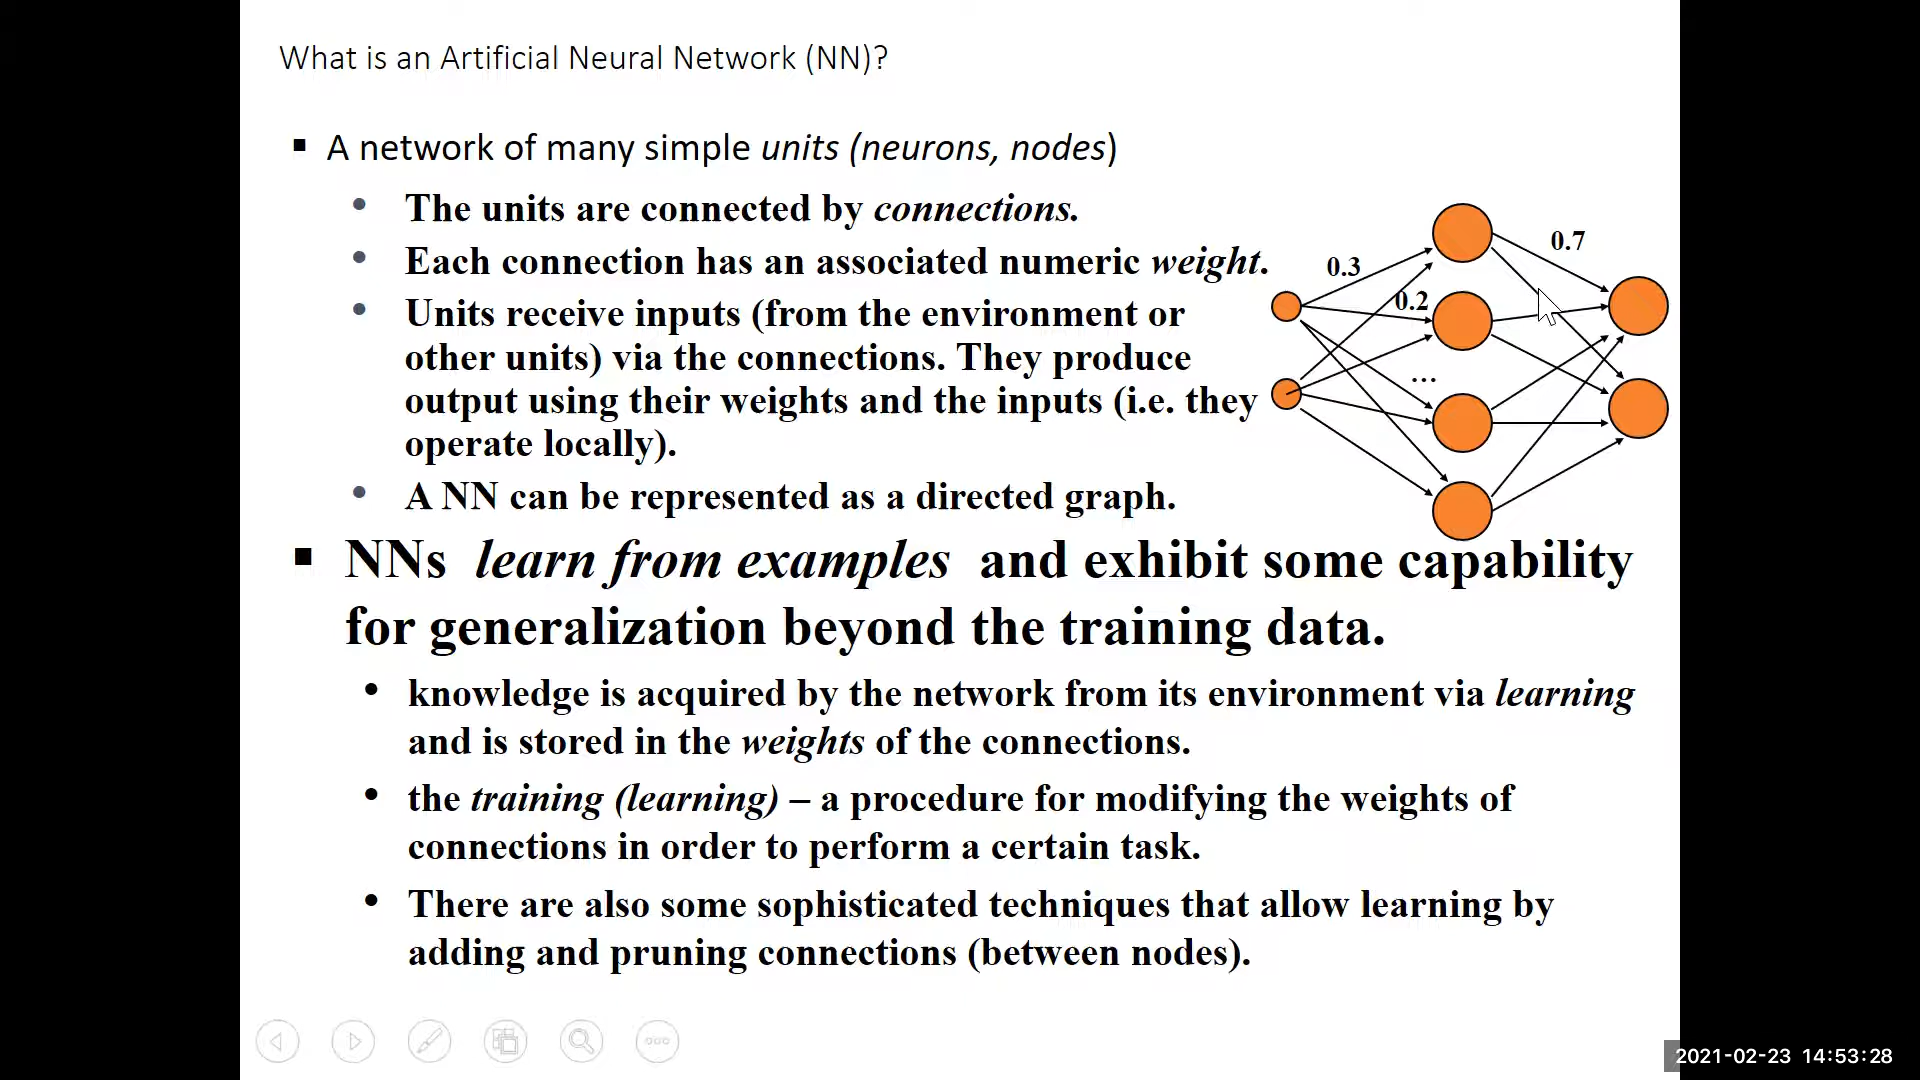 What is an Artificial Neural Network (NN)?
▪ A network of many simple units (neurons, nodes)
• The units are connected by connections.
• Each connection has an associated numeric weight.
• Units receive inputs (from the environment or
other units) via the connections. They produce
output using their weights and the inputs (i.e. they
operate locally).
• A NN can be represented as a directed graph.
0.3
0.7
0.2
...
▪ NNs learn from examples and exhibit some capability
for generalization beyond the training data.
• knowledge is acquired by the network from its environment via learning
and is stored in the weights of the connections.
• the training (learning) – a procedure for modifying the weights of
connections in order to perform a certain task.
• There are also some sophisticated techniques that allow learning by
adding and pruning connections (between nodes).
2021-02-23 14:53:28